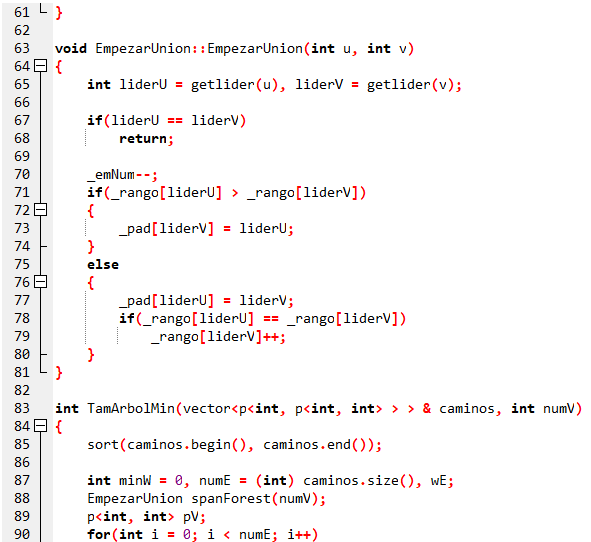 61 }
62
63 void EmpezarUnion::EmpezarUnion(int u, int v)
64 {
65 int liderU = getlider(u), liderV = getlider(v);
66
67 if(liderU == liderV)
68 return;
69
70 _emNum--;
71 if(_rango[liderU] > _rango[liderV])
72 {
73 _pad[liderV] = liderU;
74 }
75 else
76 {
77 _pad[liderU] = liderV;
78 if(_rango[liderU] == _rango[liderV])
79 _rango[liderV]++;
80 }
81 }
82
83 int TamArbolMin(vector<p<int, p<int, int> > > & caminos, int numV)
84 {
85 sort(caminos.begin(), caminos.end());
86
87 int minW = 0, numE = (int) caminos.size(), wE;
88 EmpezarUnion spanForest(numV);
89 p<int, int> pV;
90 for(int i = 0; i < numE; i++)